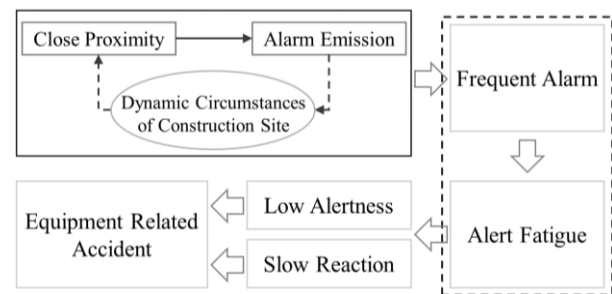 Close Proximity
Alarm Emission
Dynamic Circumstances
of Construction Site
Frequent Alarm
Alert Fatigue
Low Alertness
Slow Reaction
Equipment Related
Accident